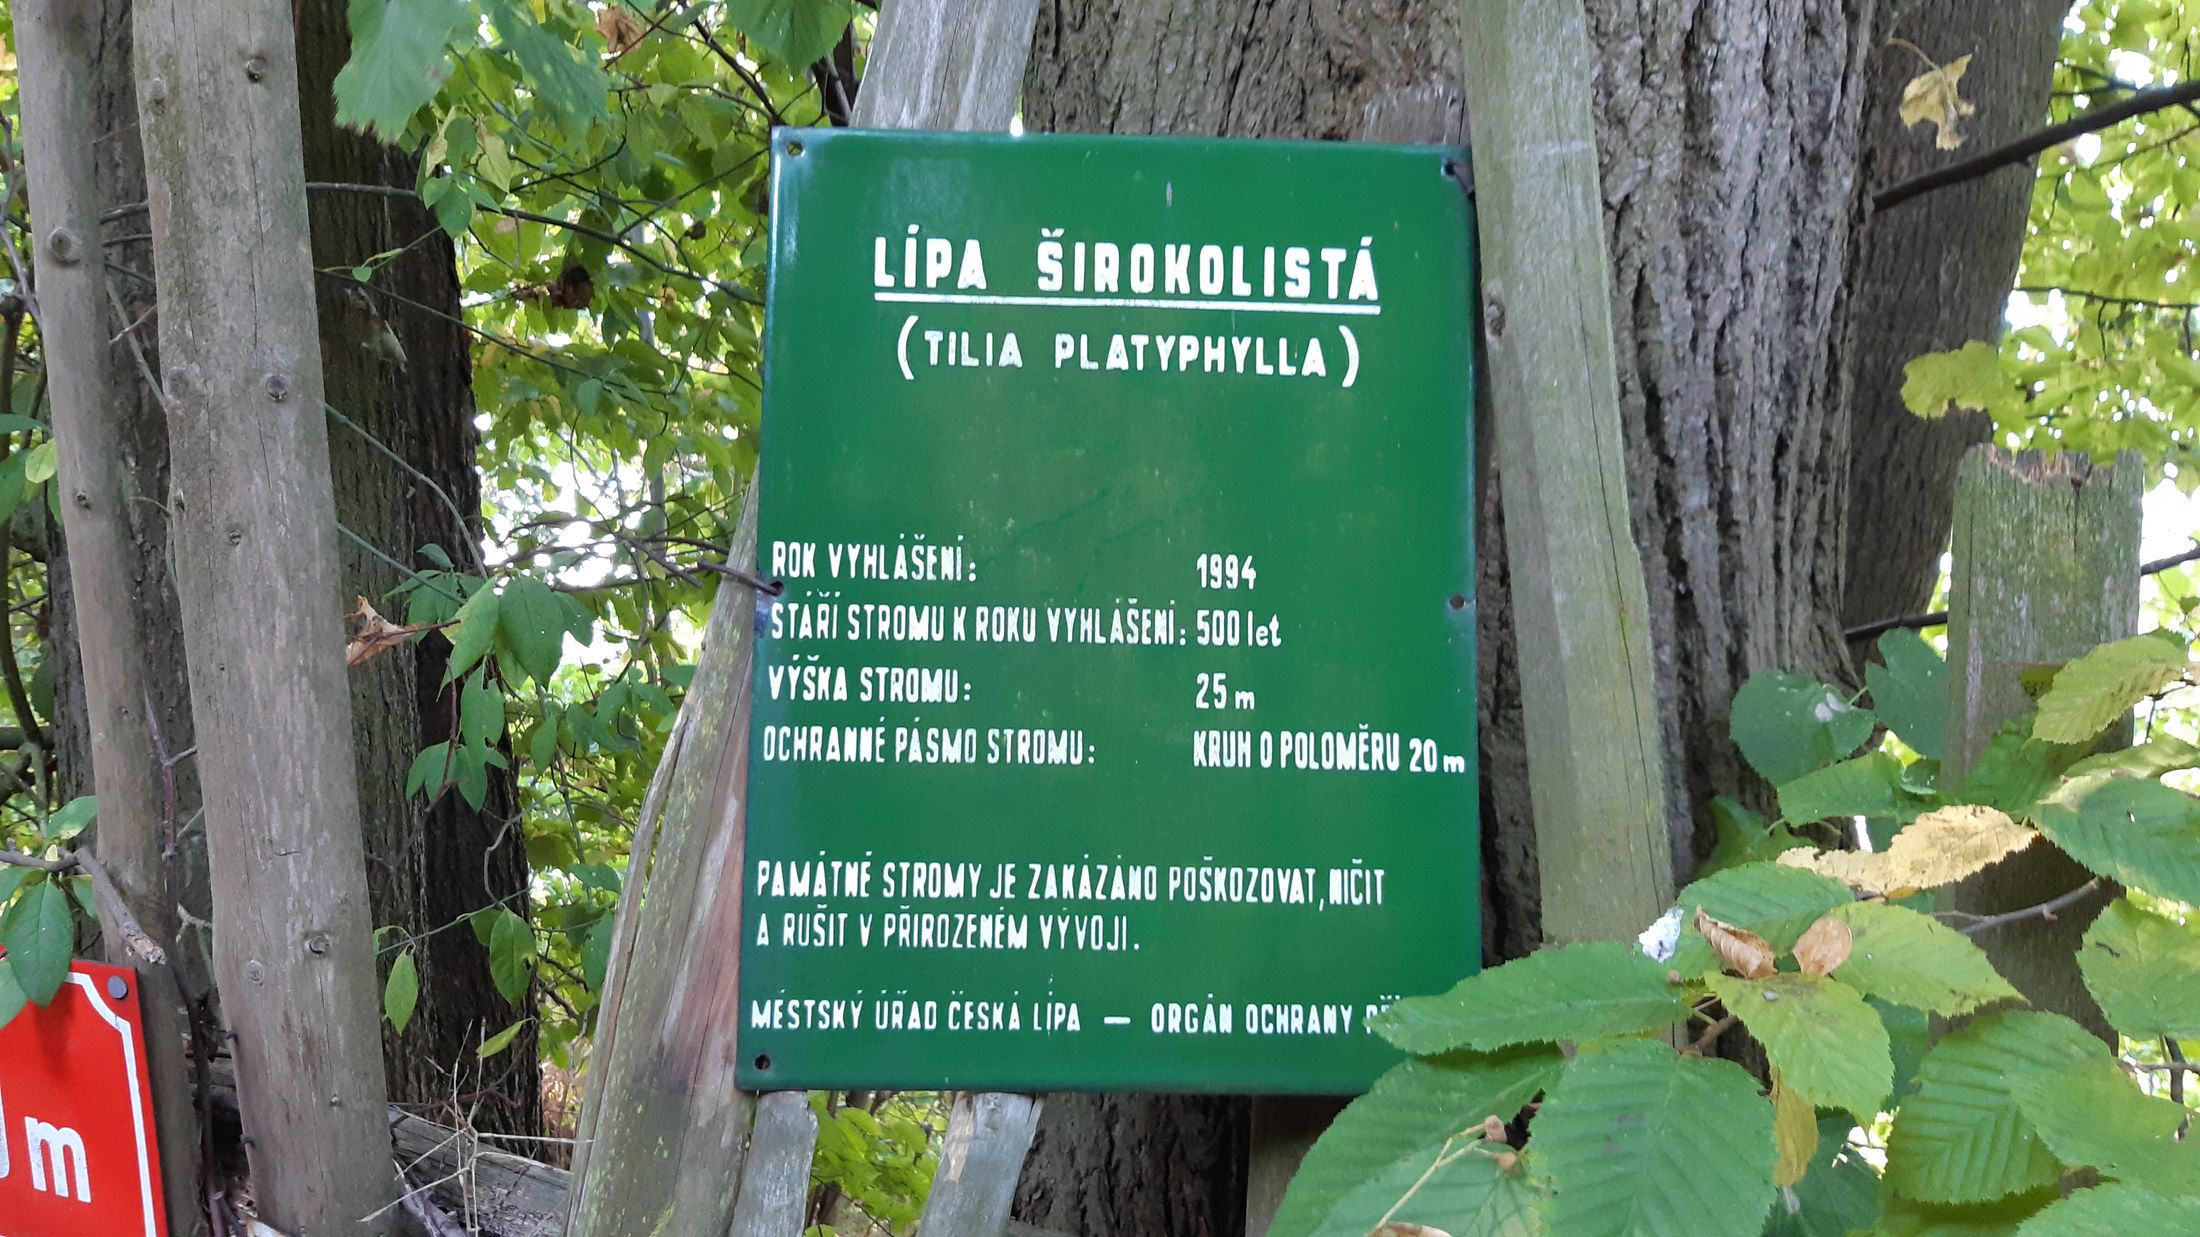 LÍPA ŠIROKOLISTÁ
(TILIA PLATYPHYLLA)
ROK VYHLÁŠENÍ: 1994
STÁŘÍ STROMU K ROKU VYHLÁŠENÍ: 500 let
VÝŠKA STROMU: 25 m
OCHRANNÉ PÁSMO STROMU: KRUH O POLOMĚRU 20 m
PAMÁTNÉ STROMY JE ZAKÁZÁNO POŠKOZOVAT, NIČIT
A RUŠIT V PŘIROZENÉM VÝVOJI.
MĚSTSKÝ ÚŘAD ČESKÁ LÍPA – ORGÁN OCHRANY
m